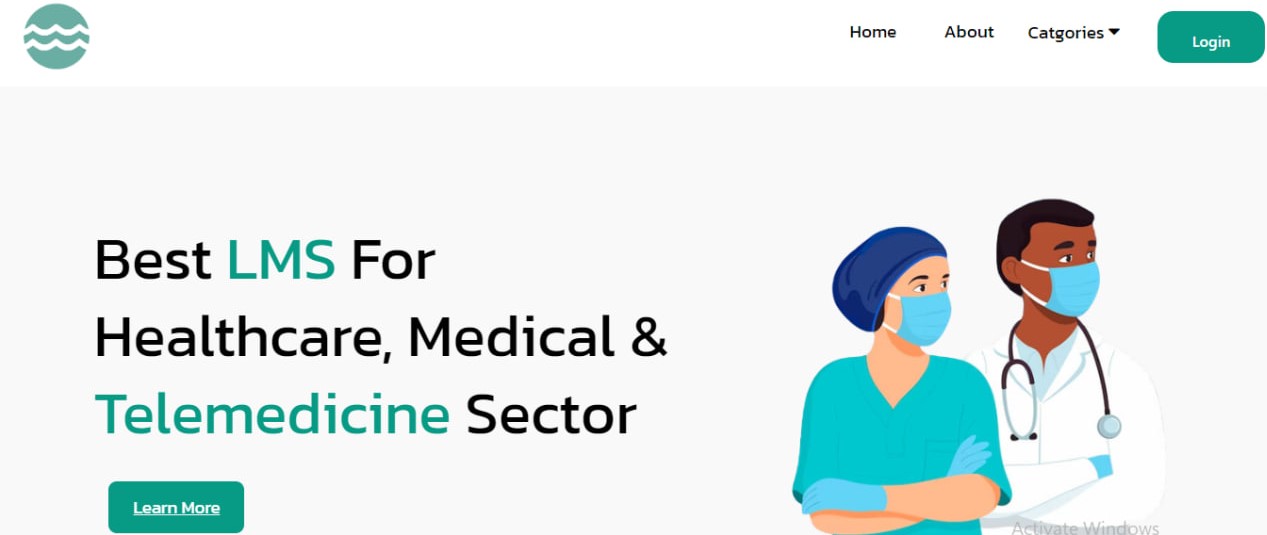 Home
About
Catgories
Login
Best LMS For
Healthcare, Medical &
Telemedicine Sector
Learn More
Activate Windows